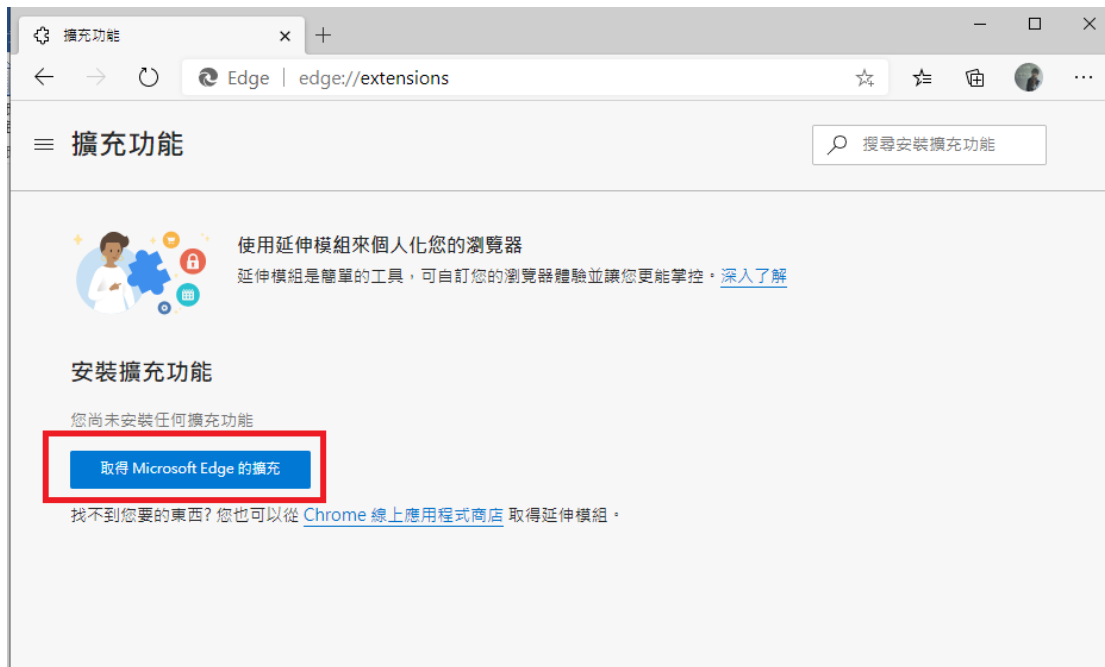 擴充功能
Edge | edge://extensions
擴充功能
搜尋安裝擴充功能
使用延伸模組來個人化您的瀏覽器
延伸模組是簡單的工具，可自訂您的瀏覽器體驗並讓您更能掌控。深入了解
安裝擴充功能
您尚未安裝任何擴充功能
取得 Microsoft Edge 的擴充
找不到您要的東西? 您也可以從 Chrome 線上應用程式商店 取得延伸模組。